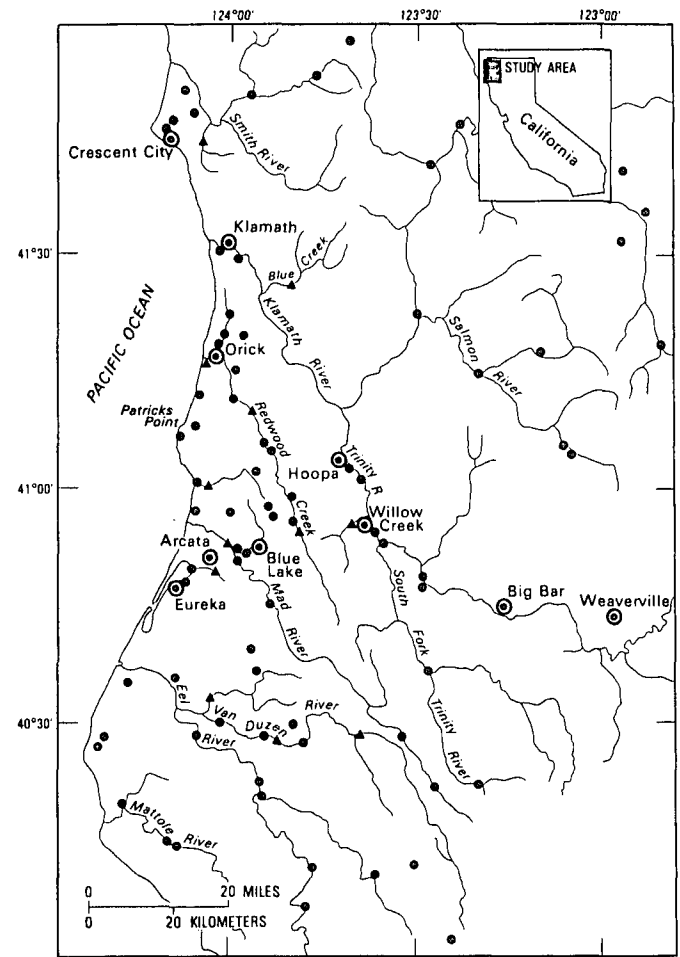 124°00' 123°30' 123°00'
STUDY AREA
California
Smith River
Crescent City
Klamath
41°30'
Blue Creek
Klamath River
PACIFIC OCEAN
Salmon River
Orick
Patricks Point
Redwood Creek
Hoopa
Trinity R
41°00'
Willow Creek
Arcata
Blue Lake
Big Bar
Weaverville
Eureka
Mad River
South Fork Trinity River
Eel River
Van Duzen River
40°30'
Mattole River
0 20 MILES
0 20 KILOMETERS